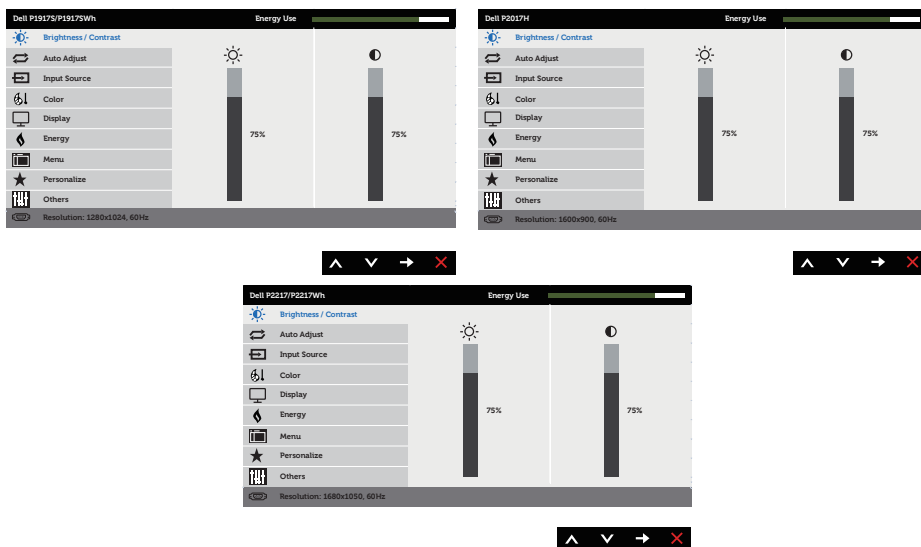 Dell P1917S/P1917SWh Energy Use
Brightness / Contrast
Auto Adjust
Input Source
Color
Display
Energy
75% 75%
Menu
Personalize
Others
Resolution: 1280x1024, 60Hz
Dell P2017H Energy Use
Brightness / Contrast
Auto Adjust
Input Source
Color
Display
Energy
75% 75%
Menu
Personalize
Others
Resolution: 1600x900, 60Hz
Dell P2217/P2217Wh Energy Use
Brightness / Contrast
Auto Adjust
Input Source
Color
Display
Energy
75% 75%
Menu
Personalize
Others
Resolution: 1680x1050, 60Hz